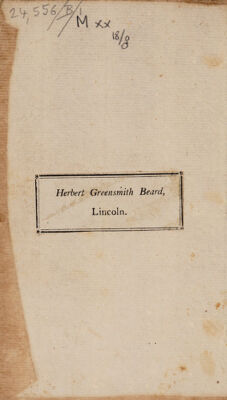 24,556/B/1
M xx
18/8
Herbert Greensmith Beard,
Lincoln.